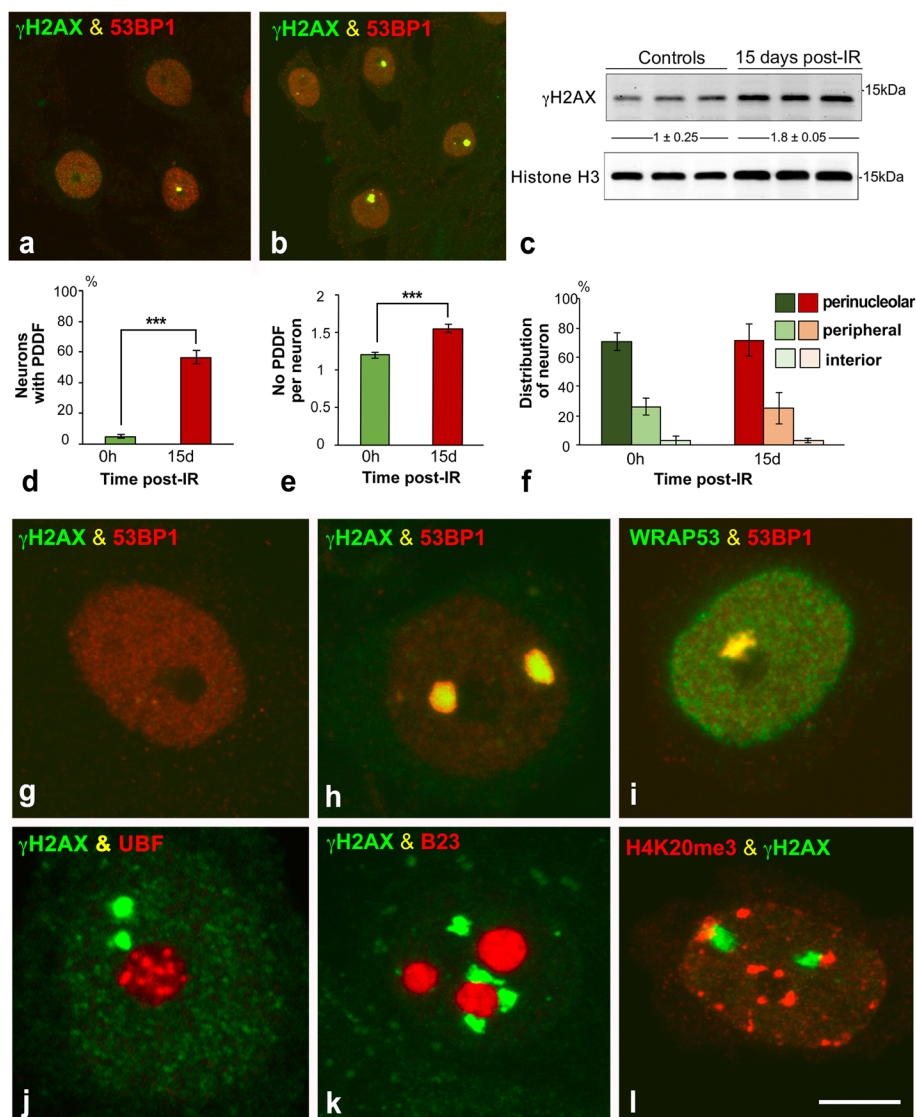 γH2AX & 53BP1
a
γH2AX & 53BP1
b
Controls
15 days post-IR
γH2AX
-15kDa
1 ± 0.25
1.8 ± 0.05
Histone H3
-15kDa
c
%
100
80
60
40
20
0
Neurons
with PDDF
***
0h
15d
Time post-IR
d
2
1.5
1
0.5
0
No PDDF
per neuron
***
0h
15d
Time post-IR
e
%
100
80
60
40
20
0
Distribution
of neuron
perinucleolar
peripheral
interior
0h
15d
Time post-IR
f
γH2AX & 53BP1
g
γH2AX & 53BP1
h
WRAP53 & 53BP1
i
γH2AX & UBF
j
γH2AX & B23
k
H4K20me3 & γH2AX
l